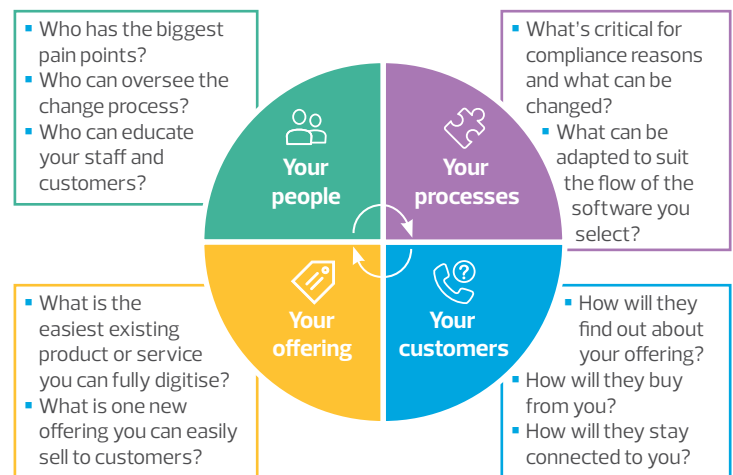 ▪ Who has the biggest
pain points?
▪ Who can oversee the
change process?
▪ Who can educate
your staff and
customers?
▪ What's critical for
compliance reasons
and what can be
changed?
▪ What can be
adapted to suit
the flow of the
software you
select?
Your
people
Your
processes
Your
offering
Your
customers
▪ What is the
easiest existing
product or service
you can fully digitise?
▪ What is one new
offering you can easily
sell to customers?
▪ How will they
find out about
your offering?
▪ How will they buy
from you?
▪ How will they stay
connected to you?